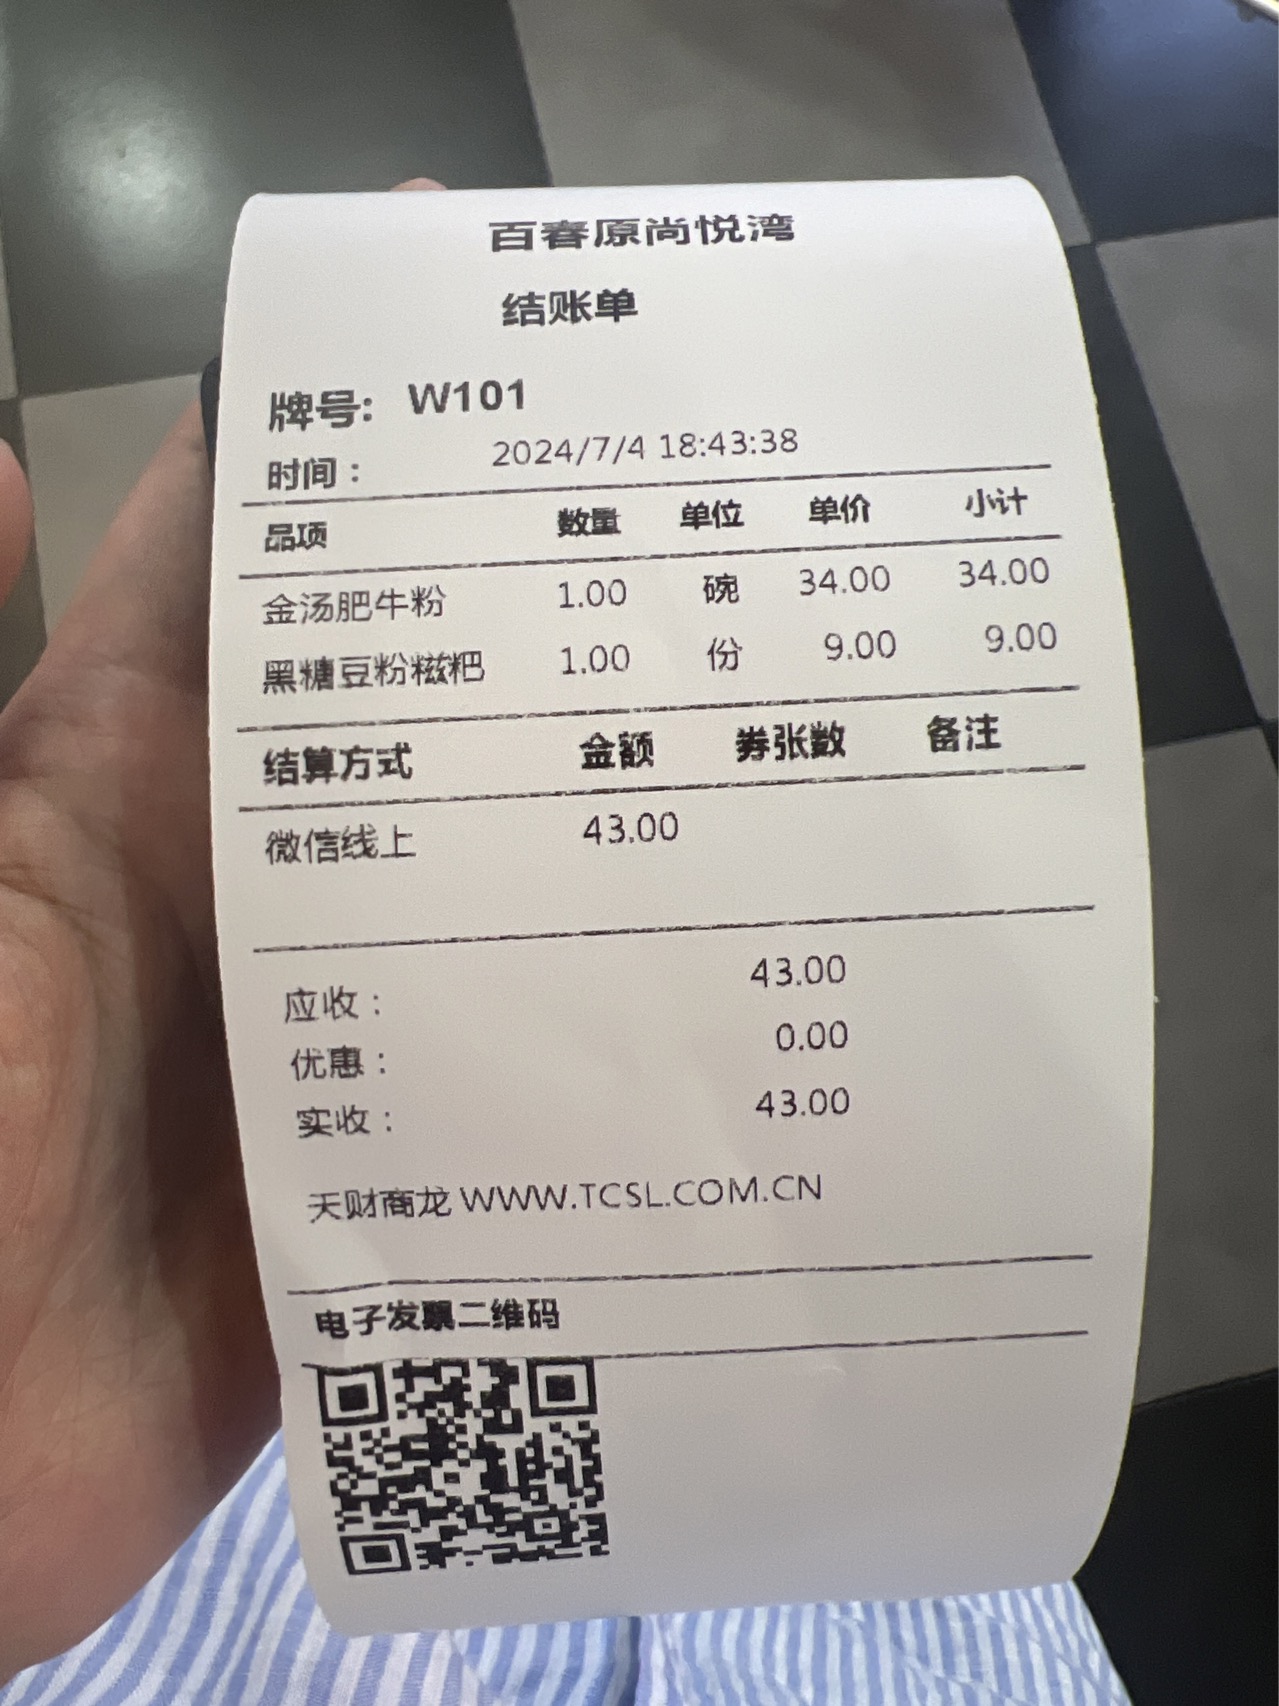 百春原尚悦湾
结账单
牌号: W101
时间： 2024/7/4 18:43:38
品项 数量 单位 单价 小计
金汤肥牛粉 1.00 碗 34.00 34.00
黑糖豆粉糍粑 1.00 份 9.00 9.00
结算方式 金额 券张数 备注
微信线上 43.00
应收： 43.00
优惠： 0.00
实收： 43.00
天财商龙 WWW.TCSL.COM.CN
电子发票二维码